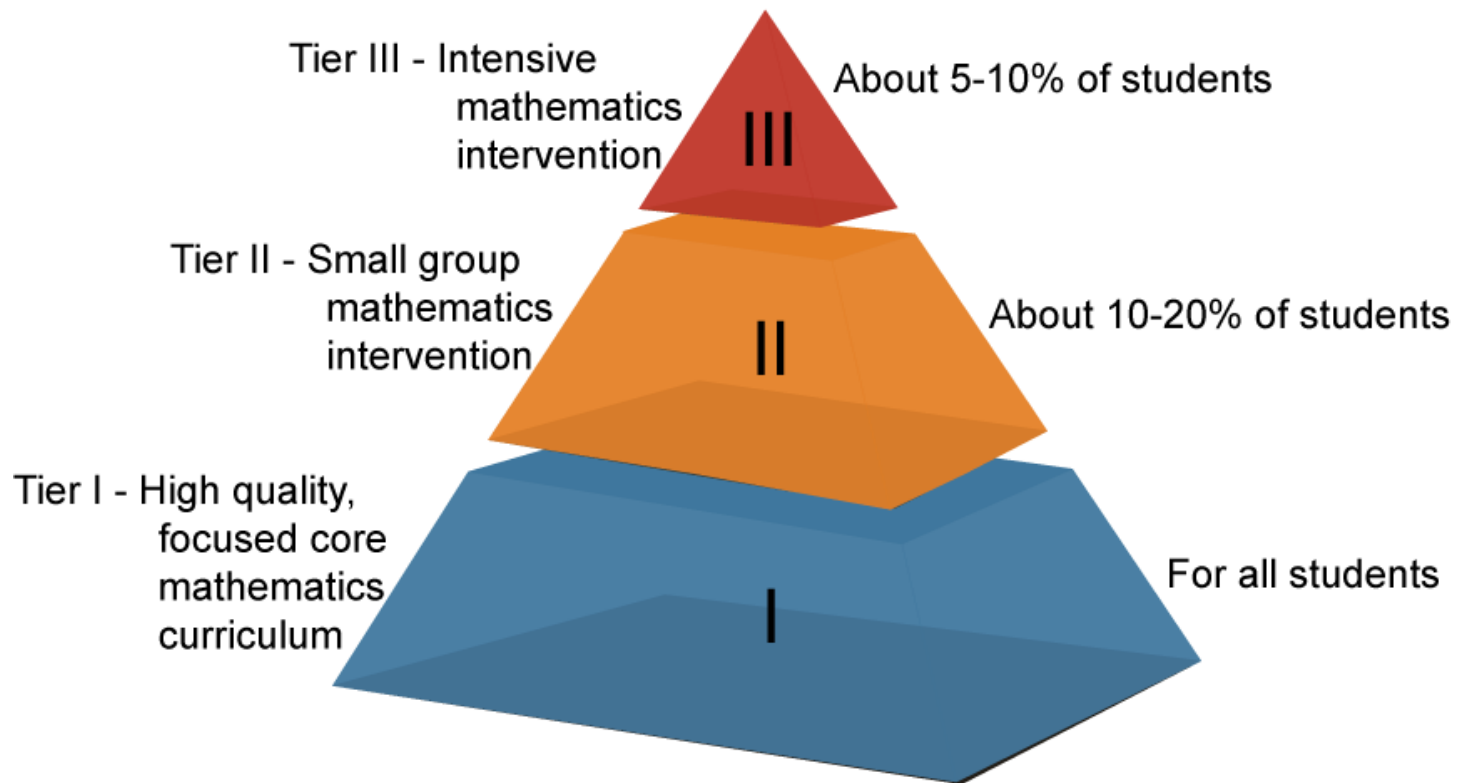 Tier III - Intensive
mathematics
intervention
About 5-10% of students
III
Tier II - Small group
mathematics
intervention
About 10-20% of students
II
Tier I - High quality,
focused core
mathematics
curriculum
For all students
I